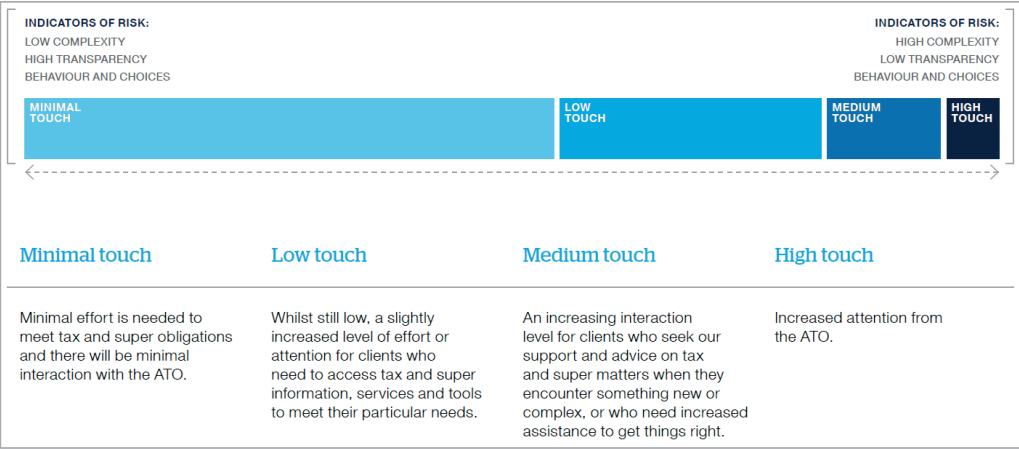 INDICATORS OF RISK:
LOW COMPLEXITY
HIGH TRANSPARENCY
BEHAVIOUR AND CHOICES
INDICATORS OF RISK:
HIGH COMPLEXITY
LOW TRANSPARENCY
BEHAVIOUR AND CHOICES
MINIMAL
TOUCH
LOW
TOUCH
MEDIUM
TOUCH
HIGH
TOUCH
Minimal touch
Minimal effort is needed to
meet tax and super obligations
and there will be minimal
interaction with the ATO.
Low touch
Whilst still low, a slightly
increased level of effort or
attention for clients who
need to access tax and super
information, services and tools
to meet their particular needs.
Medium touch
An increasing interaction
level for clients who seek our
support and advice on tax
and super matters when they
encounter something new or
complex, or who need increased
assistance to get things right.
High touch
Increased attention from
the ATO.